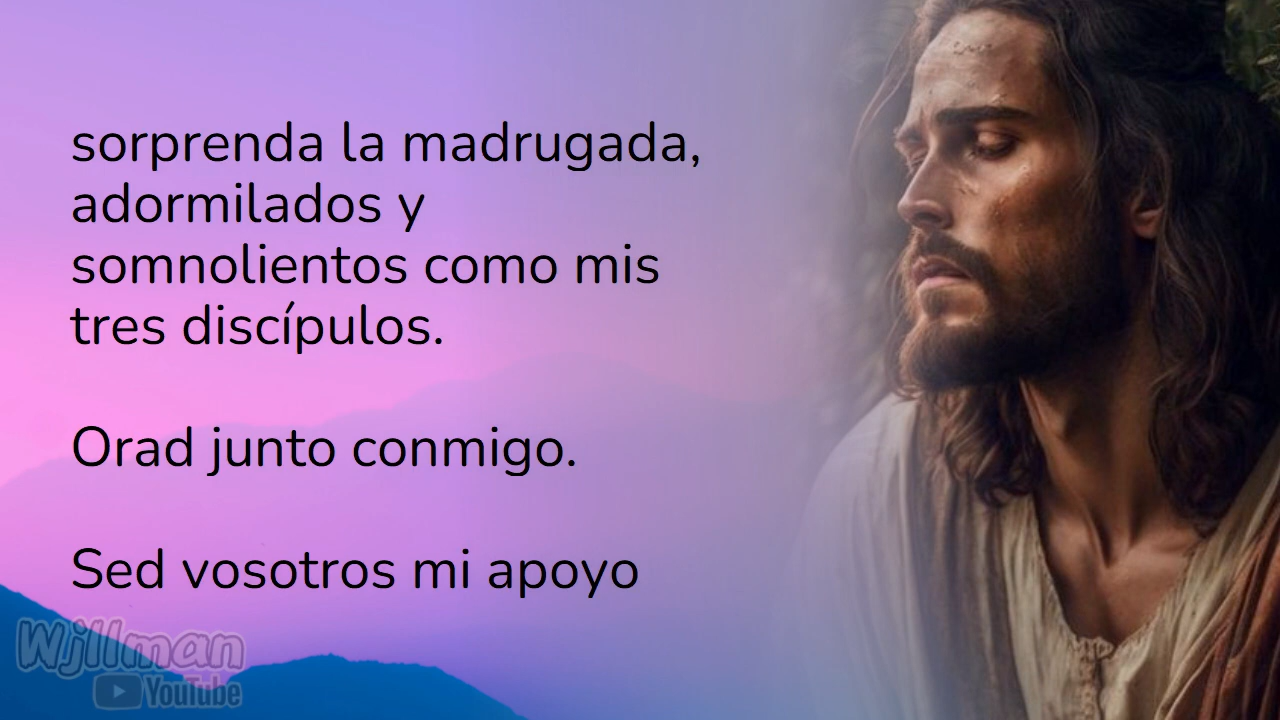 sorprenda la madrugada,
adormilados y
somnolientos como mis
tres discípulos.
Orad junto conmigo.
Sed vosotros mi apoyo
Wjllman
YouTube